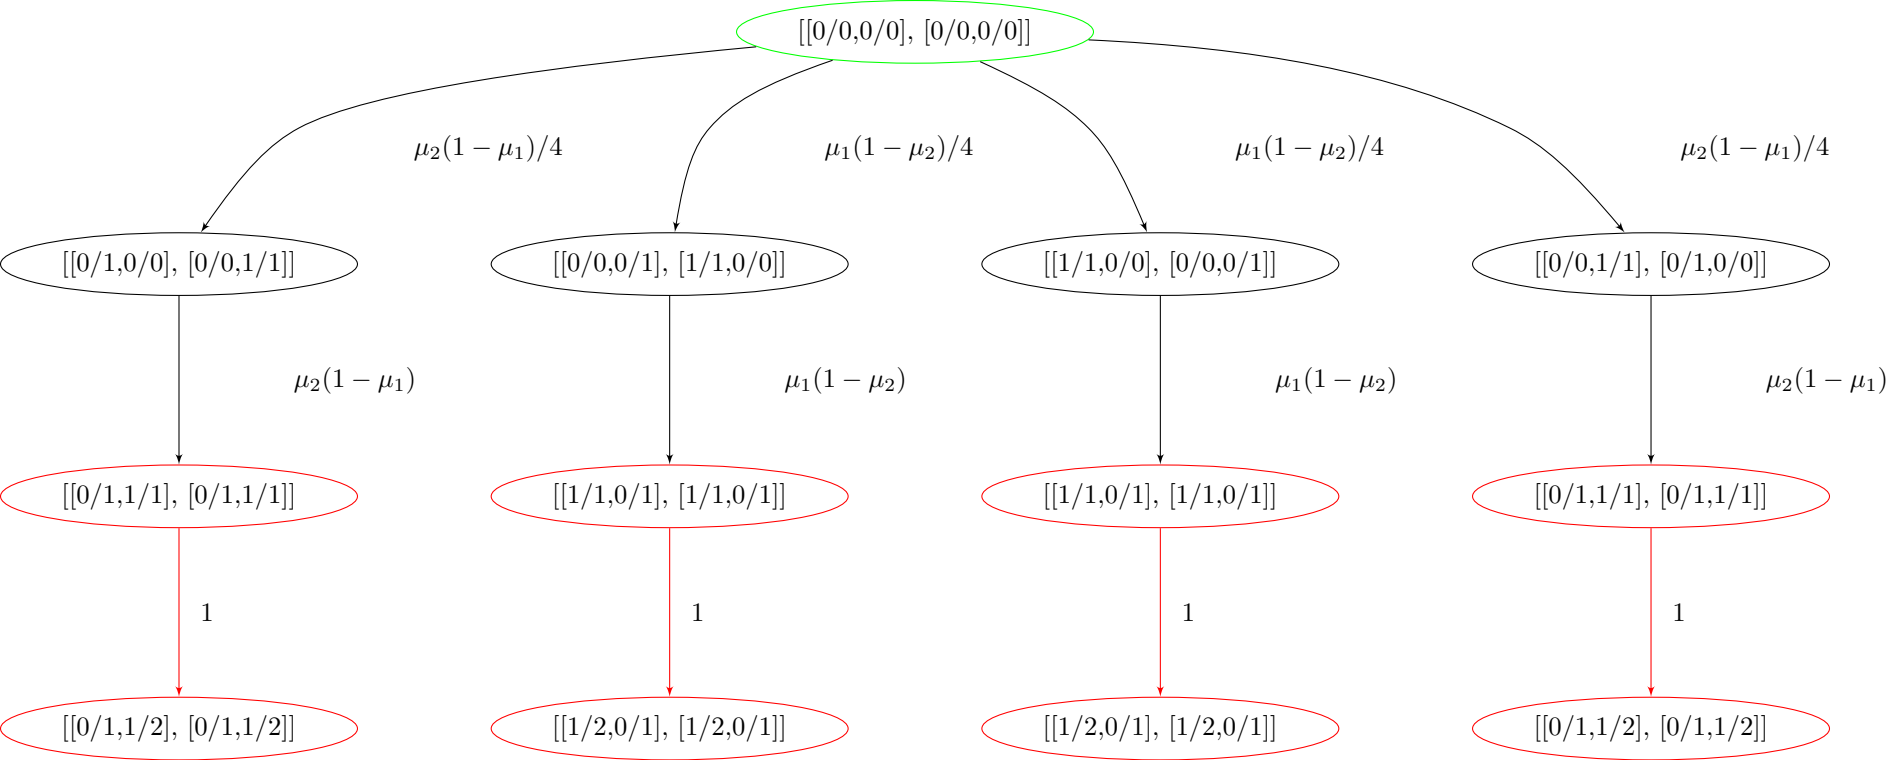 [[0/0,0/0], [0/0,0/0]]
μ₂(1 − μ₁)/4
μ₁(1 − μ₂)/4
μ₁(1 − μ₂)/4
μ₂(1 − μ₁)/4
[[0/1,0/0], [0/0,1/1]]
[[0/0,0/1], [1/1,0/0]]
[[1/1,0/0], [0/0,0/1]]
[[0/0,1/1], [0/1,0/0]]
μ₂(1 − μ₁)
μ₁(1 − μ₂)
μ₁(1 − μ₂)
μ₂(1 − μ₁)
[[0/1,1/1], [0/1,1/1]]
[[1/1,0/1], [1/1,0/1]]
[[1/1,0/1], [1/1,0/1]]
[[0/1,1/1], [0/1,1/1]]
1
1
1
1
[[0/1,1/2], [0/1,1/2]]
[[1/2,0/1], [1/2,0/1]]
[[1/2,0/1], [1/2,0/1]]
[[0/1,1/2], [0/1,1/2]]